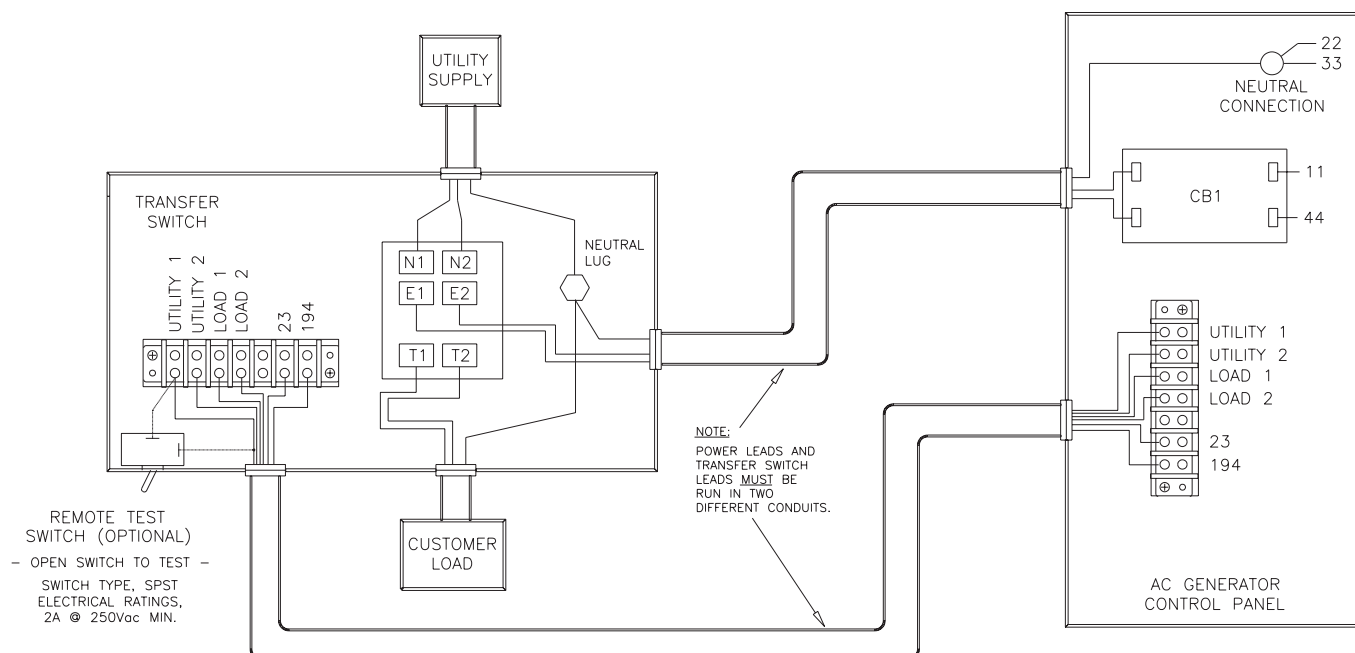 UTILITY
SUPPLY
22
33
NEUTRAL
CONNECTION
11
CB1
44
TRANSFER
SWITCH
NEUTRAL
LUG
N1 N2
E1 E2
T1 T2
UTILITY 1
UTILITY 2
LOAD 1
LOAD 2
23
194
UTILITY 1
UTILITY 2
LOAD 1
LOAD 2
23
194
NOTE:
POWER LEADS AND
TRANSFER SWITCH
LEADS MUST BE
RUN IN TWO
DIFFERENT CONDUITS.
REMOTE TEST
SWITCH (OPTIONAL)
– OPEN SWITCH TO TEST –
SWITCH TYPE, SPST
ELECTRICAL RATINGS,
2A @ 250Vac MIN.
CUSTOMER
LOAD
AC GENERATOR
CONTROL PANEL